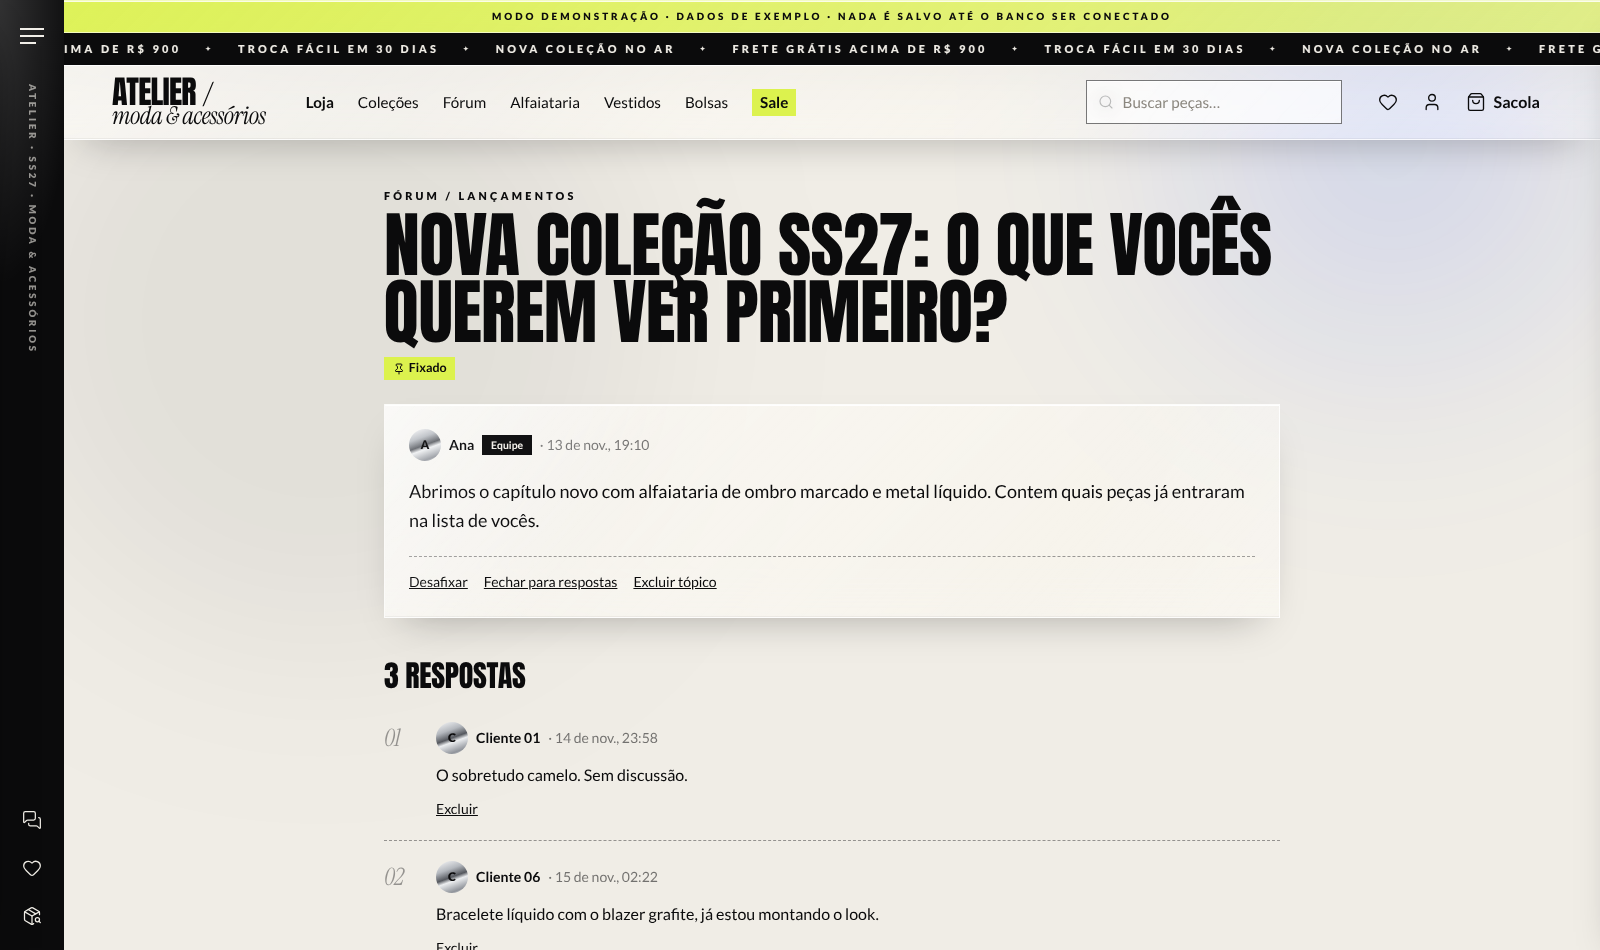 MODO DEMONSTRAÇÃO · DADOS DE EXEMPLO · NADA É SALVO ATÉ O BANCO SER CONECTADO
IMA DE R$ 900 ✦ TROCA FÁCIL EM 30 DIAS ✦ NOVA COLEÇÃO NO AR ✦ FRETE GRÁTIS ACIMA DE R$ 900 ✦ TROCA FÁCIL EM 30 DIAS ✦ NOVA COLEÇÃO NO AR ✦ FRETE G
ATELIER · SS27 · MODA & ACESSÓRIOS
ATELIER /
moda & acessórios
Loja Coleções Fórum Alfaiataria Vestidos Bolsas Sale
Buscar peças...
Sacola
FÓRUM / LANÇAMENTOS
NOVA COLEÇÃO SS27: O QUE VOCÊS
QUEREM VER PRIMEIRO?
Fixado
A Ana Equipe · 13 de nov., 19:10
Abrimos o capítulo novo com alfaiataria de ombro marcado e metal líquido. Contem quais peças já entraram
na lista de vocês.
Desafixar Fechar para respostas Excluir tópico
3 RESPOSTAS
01 C Cliente 01 · 14 de nov., 23:58
O sobretudo camelo. Sem discussão.
Excluir
02 C Cliente 06 · 15 de nov., 02:22
Bracelete líquido com o blazer grafite, já estou montando o look.
Excluir